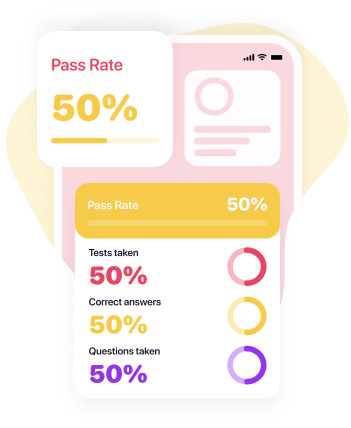 Pass Rate
50%
Pass Rate
50%
Tests taken
50%
Correct answers
50%
Questions taken
50%